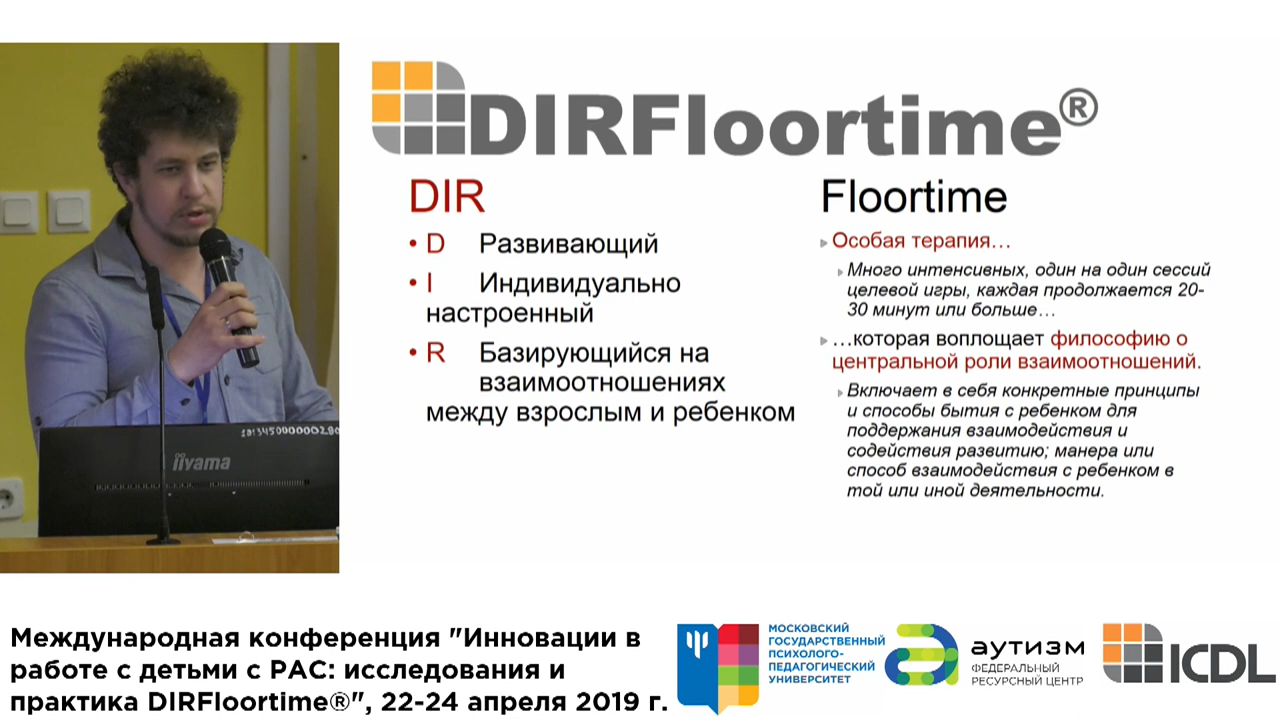 DIRFloortime®
DIR
• D Развивающий
• I Индивидуально
настроенный
• R Базирующийся на
взаимоотношениях
между взрослым и ребенком
Floortime
Особая терапия…
Много интенсивных, один на один сессий
целевой игры, каждая продолжается 20-
30 минут или больше…
…которая воплощает философию о
центральной роли взаимоотношений.
Включает в себя конкретные принципы
и способы бытия с ребенком для
поддержания взаимодействия и
содействия развитию; манера или
способ взаимодействия с ребенком в
той или иной деятельности.
iiyama
Международная конференция "Инновации в
работе с детьми с РАС: исследования и
практика DIRFloortime®", 22-24 апреля 2019 г.
МОСКОВСКИЙ
ГОСУДАРСТВЕННЫЙ
ПСИХОЛОГО-
ПЕДАГОГИЧЕСКИЙ
УНИВЕРСИТЕТ
аутизм
ФЕДЕРАЛЬНЫЙ
РЕСУРСНЫЙ ЦЕНТР
ICDL